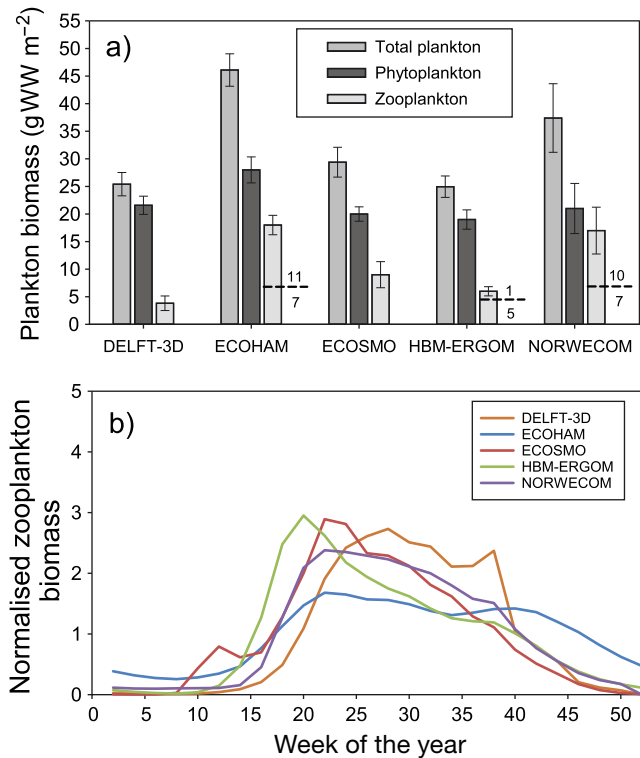 a)
Plankton biomass (gWW m⁻²)
55
50
45
40
35
30
25
20
15
10
5
0
Total plankton
Phytoplankton
Zooplankton
11
7
1
5
10
7
DELFT-3D ECOHAM ECOSMO HBM-ERGOM NORWECOM
b)
Normalised zooplankton
biomass
5
4
3
2
1
0
DELFT-3D
ECOHAM
ECOSMO
HBM-ERGOM
NORWECOM
0 5 10 15 20 25 30 35 40 45 50
Week of the year